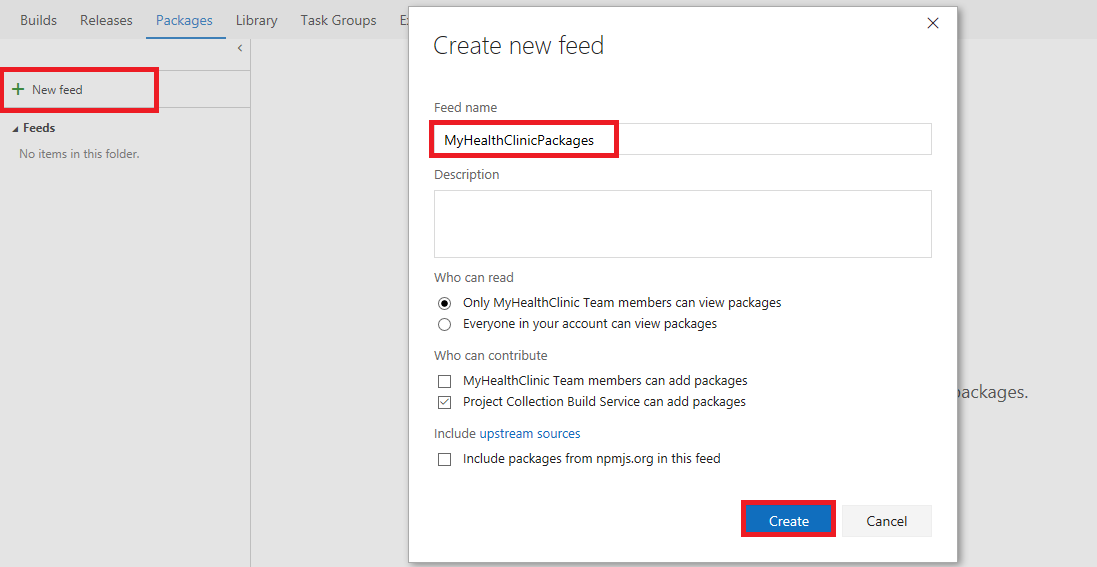 Builds Releases Packages Library Task Groups
New feed
Feeds
No items in this folder.
Create new feed
Feed name
MyHealthClinicPackages
Description
Who can read
Only MyHealthClinic Team members can view packages
Everyone in your account can view packages
Who can contribute
MyHealthClinic Team members can add packages
Project Collection Build Service can add packages
Include upstream sources
Include packages from npmjs.org in this feed
Create Cancel
packages.